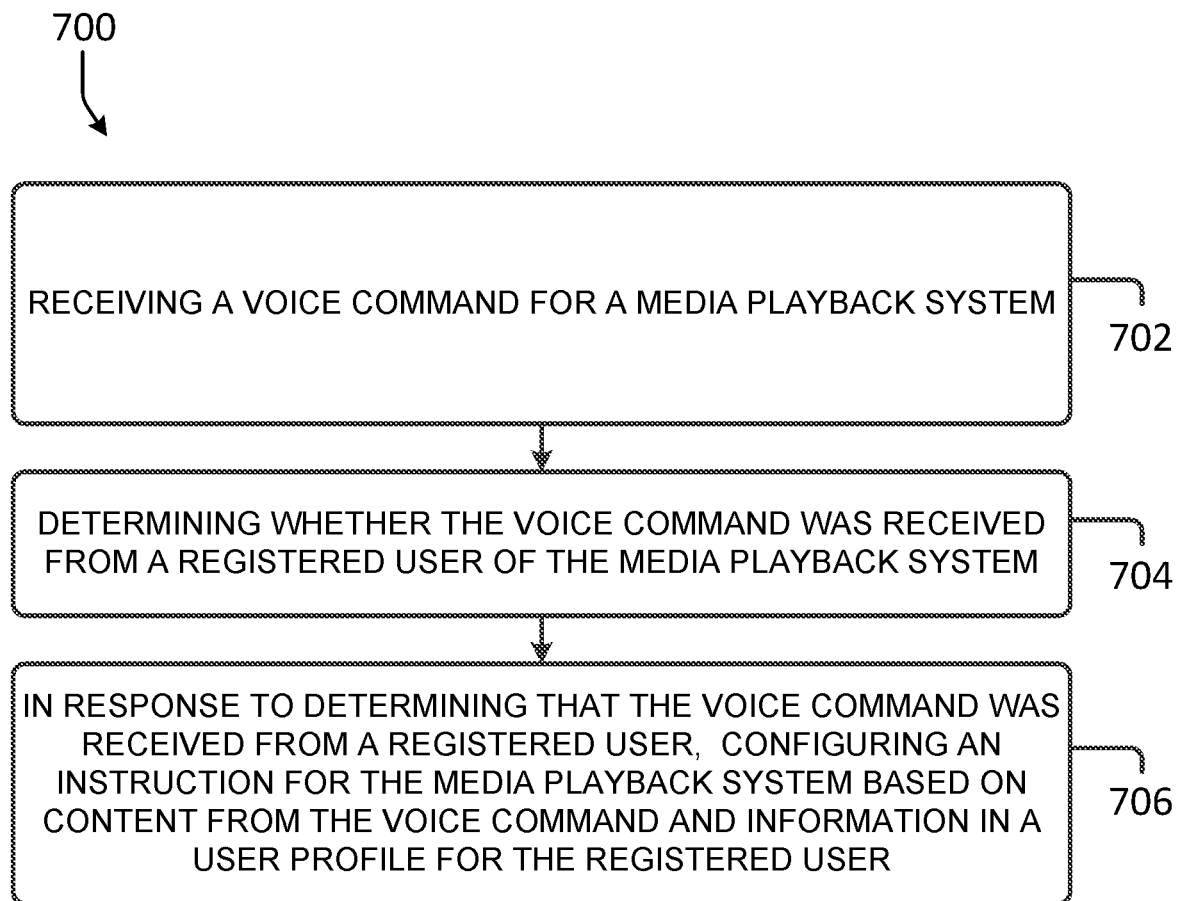 700
RECEIVING A VOICE COMMAND FOR A MEDIA PLAYBACK SYSTEM
702
DETERMINING WHETHER THE VOICE COMMAND WAS RECEIVED
FROM A REGISTERED USER OF THE MEDIA PLAYBACK SYSTEM
704
IN RESPONSE TO DETERMINING THAT THE VOICE COMMAND WAS
RECEIVED FROM A REGISTERED USER, CONFIGURING AN
INSTRUCTION FOR THE MEDIA PLAYBACK SYSTEM BASED ON
CONTENT FROM THE VOICE COMMAND AND INFORMATION IN A
USER PROFILE FOR THE REGISTERED USER
706